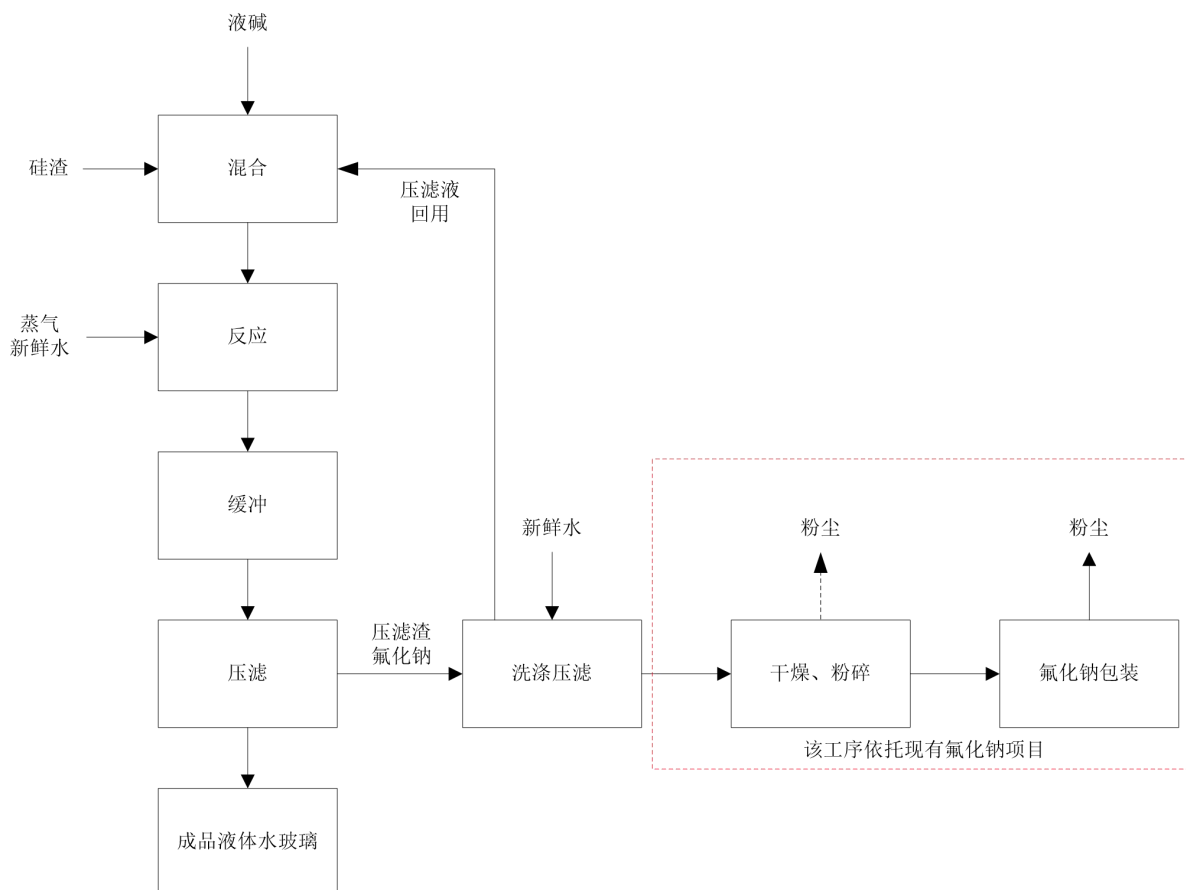 液碱
硅渣
混合
压滤液
回用
蒸气
新鲜水
反应
缓冲
新鲜水
粉尘
粉尘
压滤渣
氟化钠
压滤
洗涤压滤
干燥、粉碎
氟化钠包装
该工序依托现有氟化钠项目
成品液体水玻璃